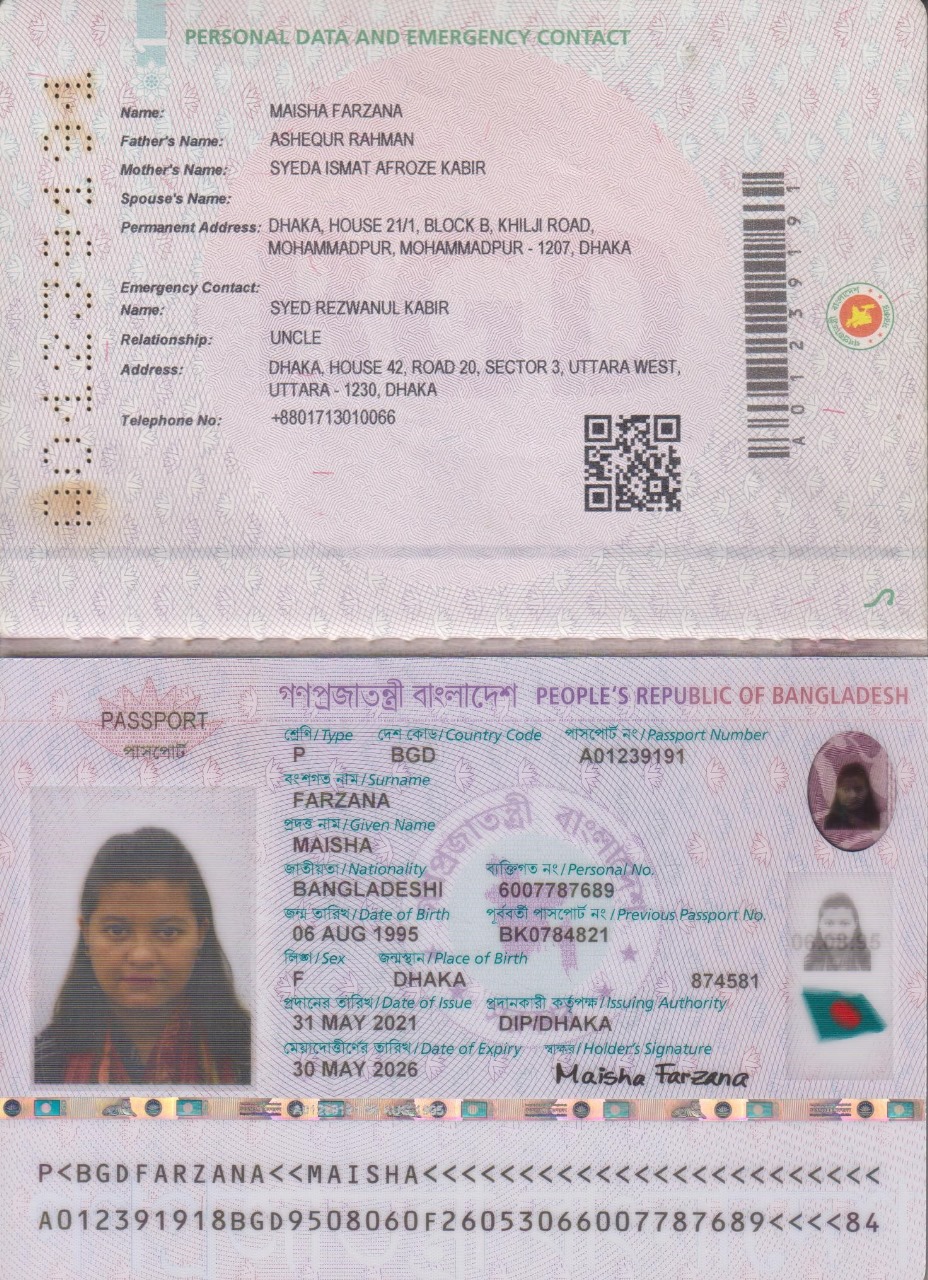 PERSONAL DATA AND EMERGENCY CONTACT
Name: MAISHA FARZANA
Father's Name: ASHEQUR RAHMAN
Mother's Name: SYEDA ISMAT AFROZE KABIR
Spouse's Name:
Permanent Address: DHAKA, HOUSE 21/1, BLOCK B, KHILJI ROAD,
MOHAMMADPUR, MOHAMMADPUR - 1207, DHAKA
Emergency Contact:
Name: SYED REZWANUL KABIR
Relationship: UNCLE
Address: DHAKA, HOUSE 42, ROAD 20, SECTOR 3, UTTARA WEST,
UTTARA - 1230, DHAKA
Telephone No: +8801713010066
A01239191
A01239191
গণপ্রজাতন্ত্রী বাংলাদেশ PEOPLE'S REPUBLIC OF BANGLADESH
PASSPORT
পাসপোর্ট
শ্রেণি/Type দেশ কোড/Country Code পাসপোর্ট নং/Passport Number
P BGD A01239191
বংশগত নাম/Surname
FARZANA
প্রদত্ত নাম/Given Name
MAISHA
জাতীয়তা/Nationality ব্যক্তিগত নং/Personal No.
BANGLADESHI 6007787689
জন্ম তারিখ/Date of Birth পূর্ববর্তী পাসপোর্ট নং/Previous Passport No.
06 AUG 1995 BK0784821
লিঙ্গ/Sex জন্মস্থান/Place of Birth
F DHAKA 874581
প্রদানের তারিখ/Date of Issue প্রদানকারী কর্তৃপক্ষ/Issuing Authority
31 MAY 2021 DIP/DHAKA
মেয়াদোত্তীর্ণের তারিখ/Date of Expiry স্বাক্ষর/Holder's Signature
30 MAY 2026 Maisha Farzana
06.08.95
P<BGDFARZANA<<MAISHA<<<<<<<<<<<<<<<<<<<<<<<<
A012391918BGD9508060F26053066007787689<<<<84